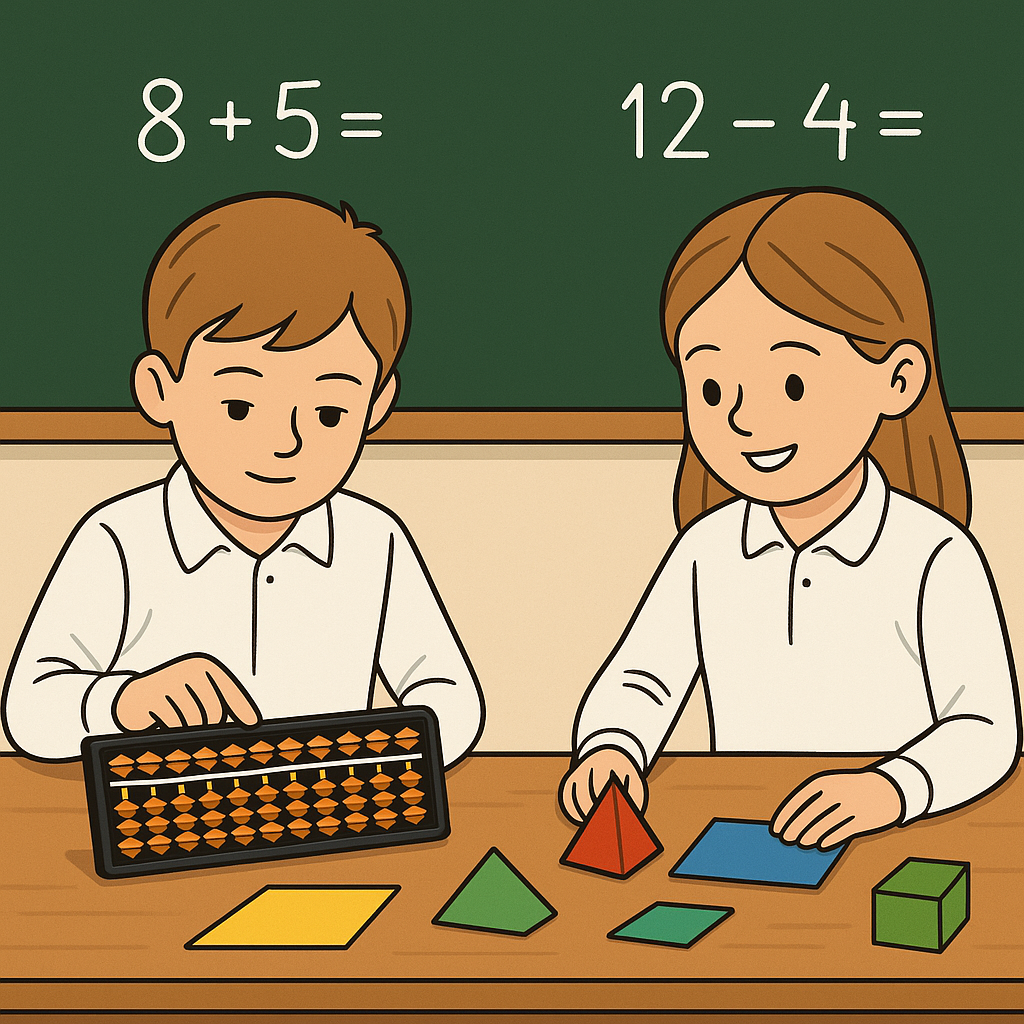 8 + 5 =
12 − 4 =